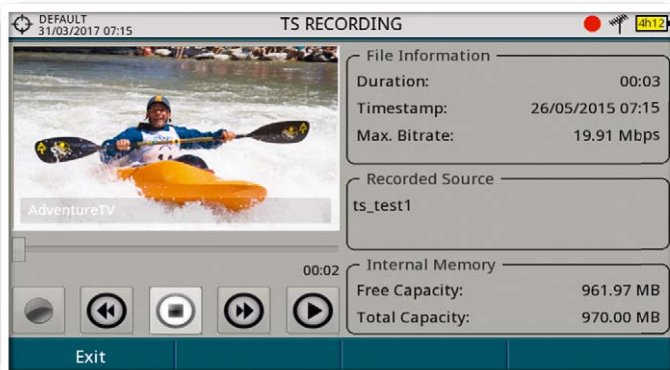 DEFAULT
31/03/2017 07:15
TS RECORDING
4h12
AdventureTV
00:02
Exit
File Information
Duration: 00:03
Timestamp: 26/05/2015 07:15
Max. Bitrate: 19.91 Mbps
Recorded Source
ts_test1
Internal Memory
Free Capacity: 961.97 MB
Total Capacity: 970.00 MB